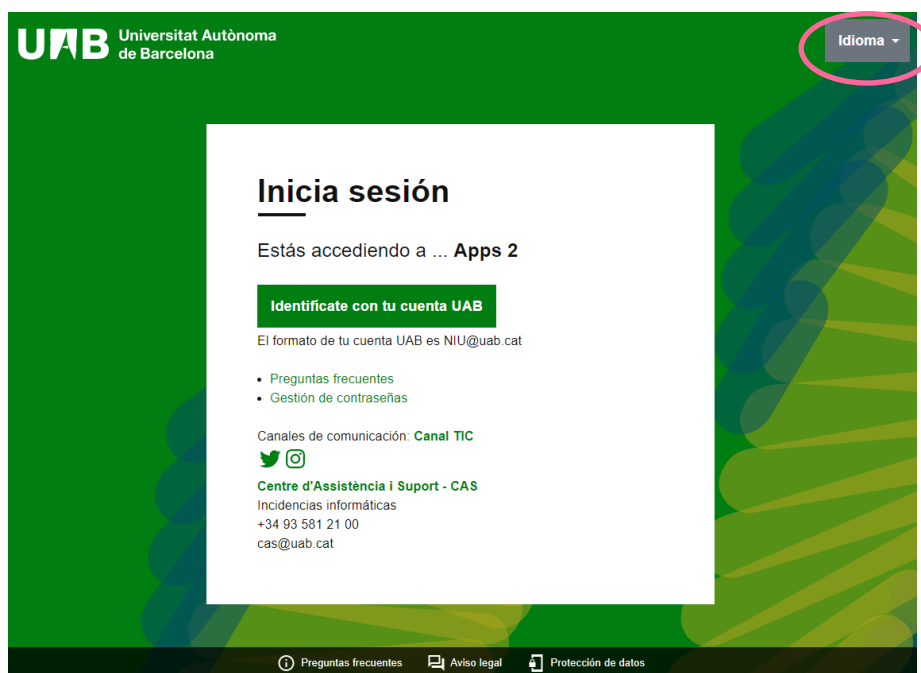 UAB Universitat Autònoma
de Barcelona
Idioma
Inicia sesión
Estás accediendo a ... Apps 2
Identifícate con tu cuenta UAB
El formato de tu cuenta UAB es NIU@uab.cat
Preguntas frecuentes
Gestión de contraseñas
Canales de comunicación: Canal TIC
Centre d'Assistència i Suport - CAS
Incidencias informáticas
+34 93 581 21 00
cas@uab.cat
Preguntas frecuentes Aviso legal Protección de datos